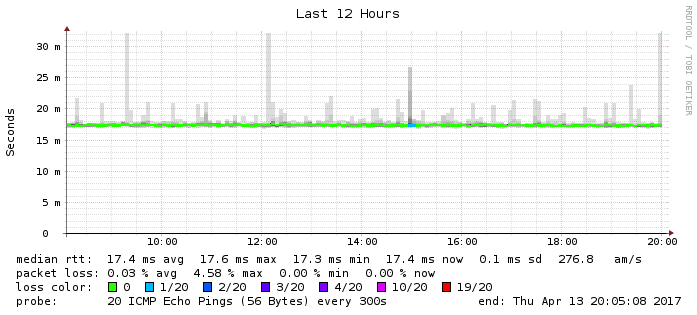 Last 12 Hours
RRDTOOL / TOBI OETIKER
Seconds
30 m
25 m
20 m
15 m
10 m
5 m
0
10:00 12:00 14:00 16:00 18:00 20:00
median rtt: 17.4 ms avg 17.6 ms max 17.3 ms min 17.4 ms now 0.1 ms sd 276.8 am/s
packet loss: 0.03 % avg 4.58 % max 0.00 % min 0.00 % now
loss color: 0 1/20 2/20 3/20 4/20 10/20 19/20
probe: 20 ICMP Echo Pings (56 Bytes) every 300s end: Thu Apr 13 20:05:08 2017